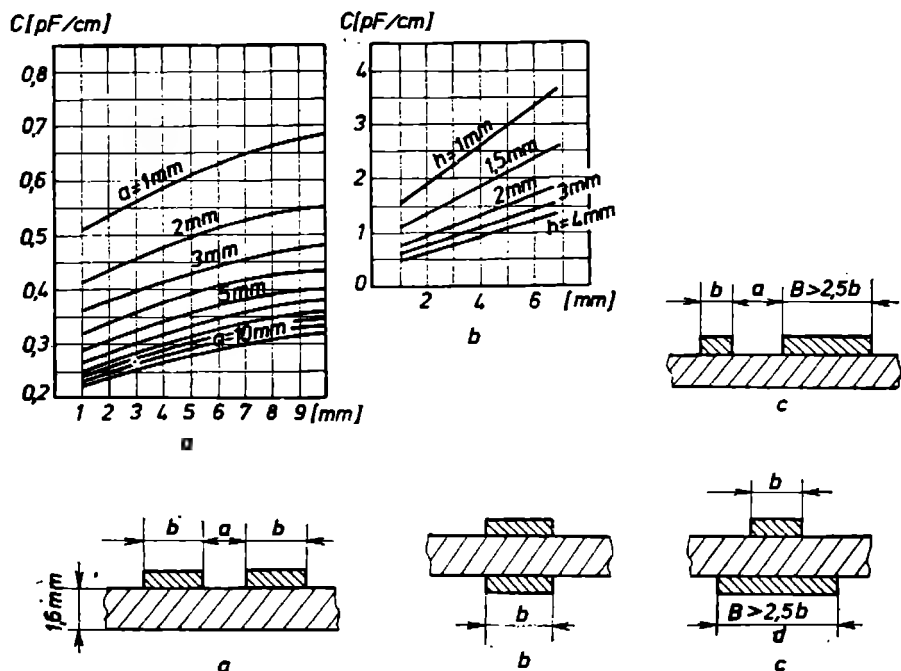 C[pF/cm]
0,8
0,7
0,6
0,5
0,4
0,3
0,2
1 2 3 4 5 6 7 8 9 [mm]
a=1mm
2mm
3mm
5mm
a=10mm
a
C[pF/cm]
4
3
2
1
0
2 4 6 [mm]
h=1mm
1,5mm
2mm
3mm
h=4mm
b
b a B>2,5b
c
b a b
1,6mm
a
b
b
b
B>2,5b
d
c